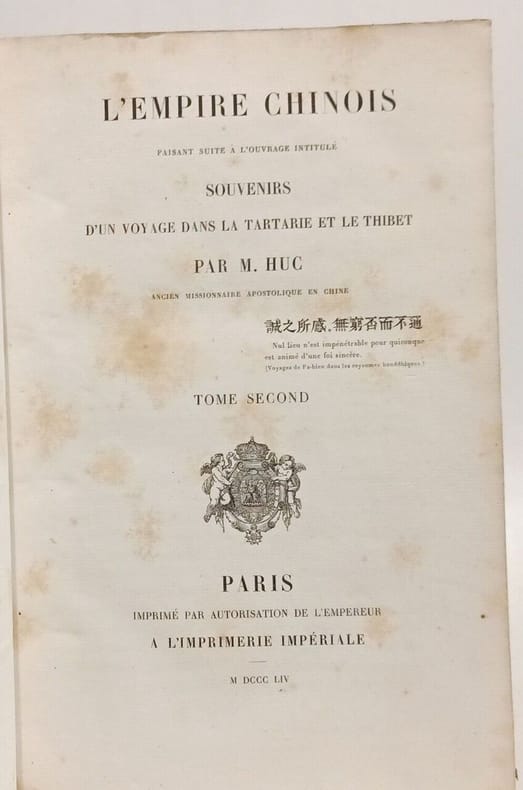 L'EMPIRE CHINOIS
FAISANT SUITE À L'OUVRAGE INTITULÉ
SOUVENIRS
D'UN VOYAGE DANS LA TARTARIE ET LE THIBET
PAR M. HUC
ANCIEN MISSIONNAIRE APOSTOLIQUE EN CHINE
誠之所感。無窮否而不通
Nul lieu n'est impénétrable pour quiconque
est animé d'une foi sincère.
(Voyages de Fa-hien dans les royaumes bouddhiques.)
TOME SECOND
PARIS
IMPRIMÉ PAR AUTORISATION DE L'EMPEREUR
A L'IMPRIMERIE IMPÉRIALE
M DCCC LIV